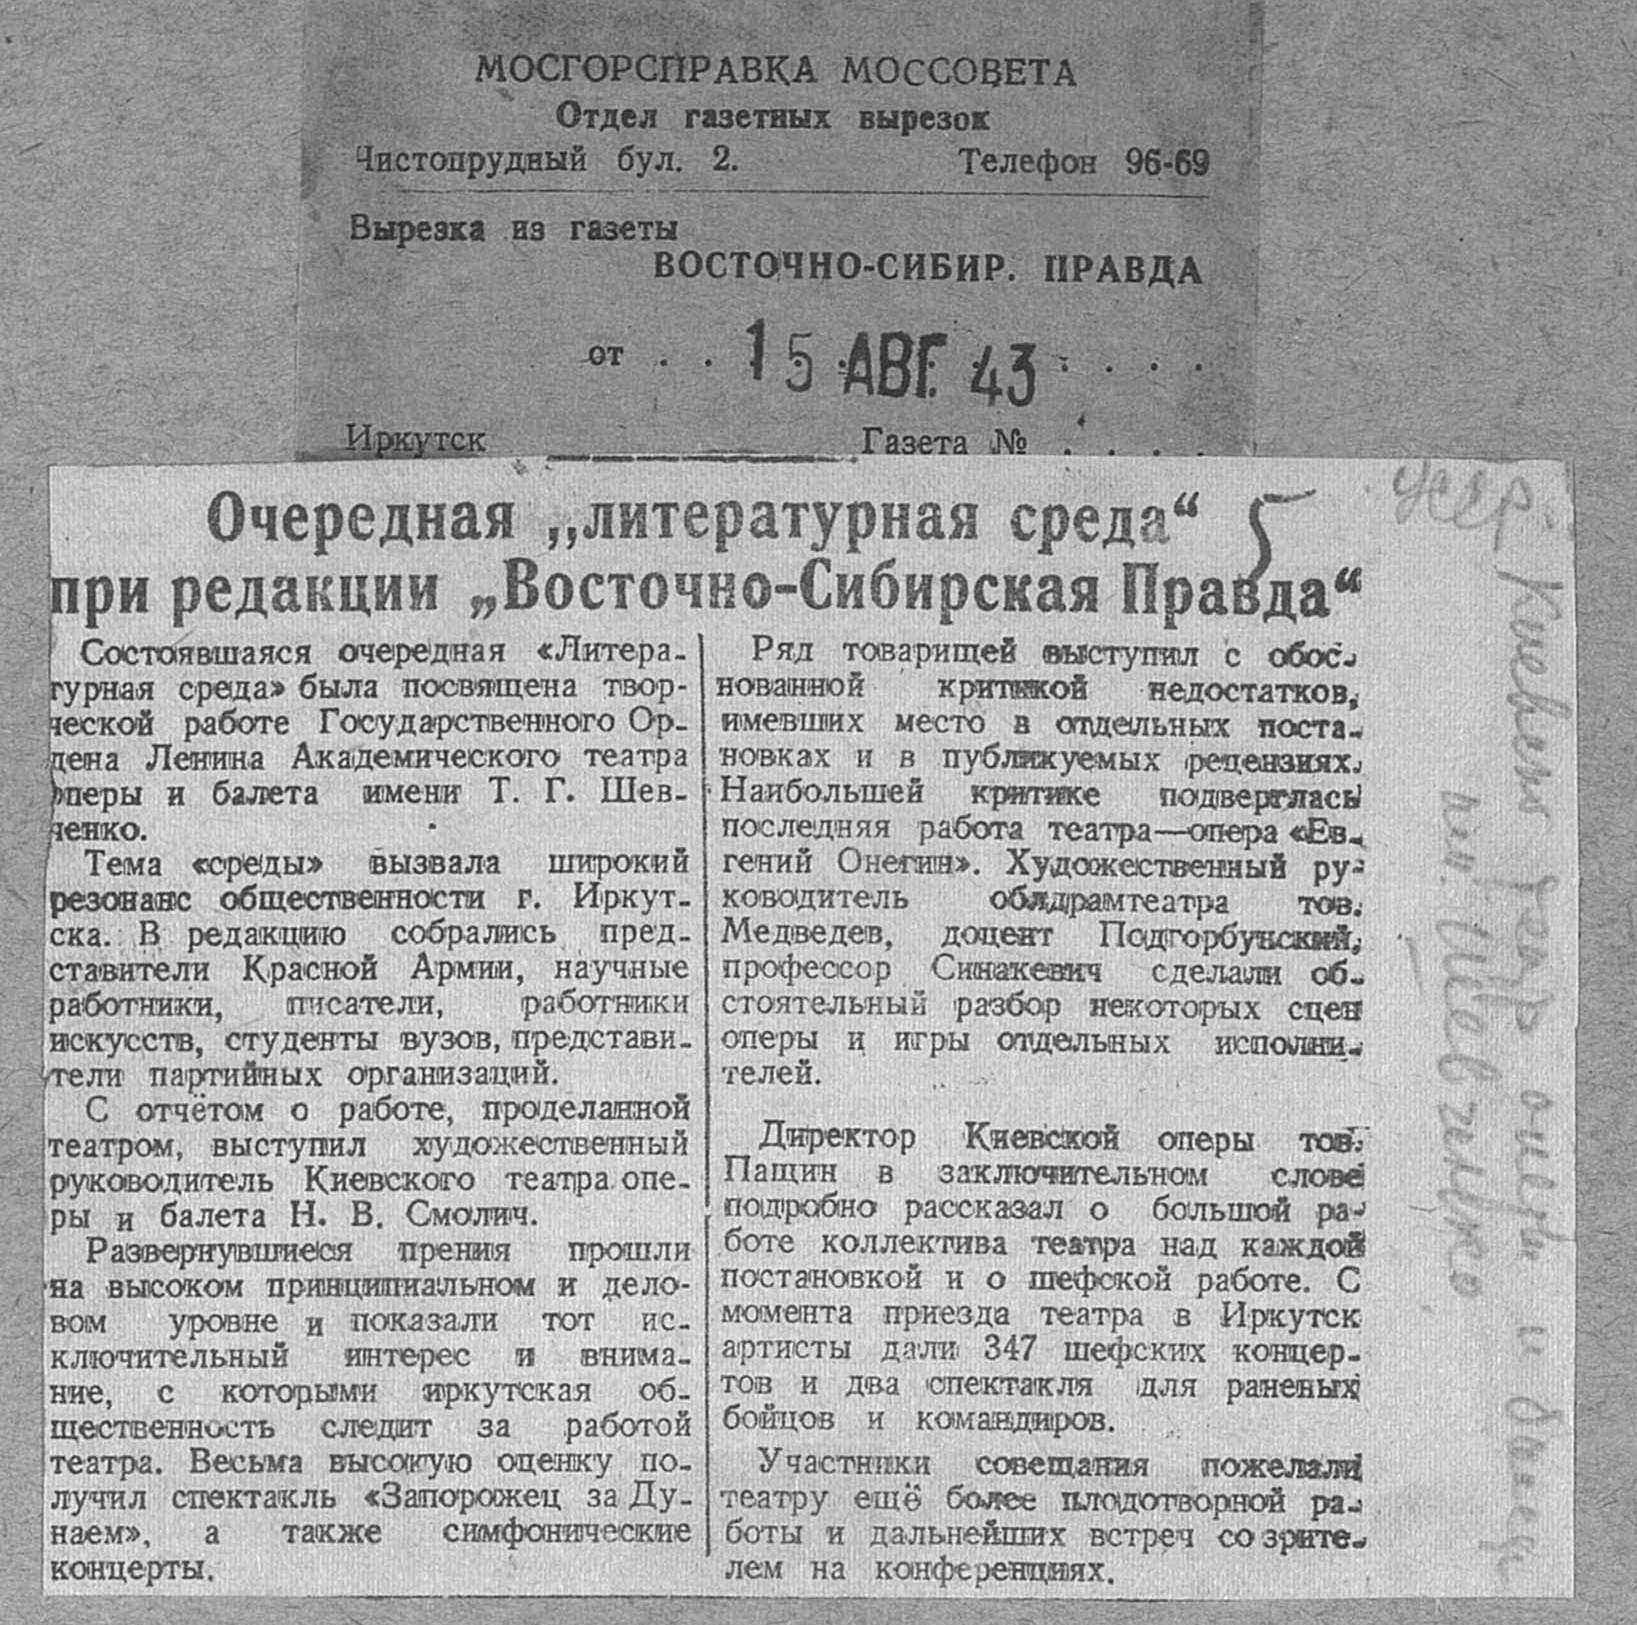 МОСГОРСПРАВКА МОССОВЕТА
Отдел газетных вырезок
Чистопрудный бул. 2. Телефон 96-69
Вырезка из газеты
ВОСТОЧНО-СИБИР. ПРАВДА
от . . 15 АВГ. 43 . . . .
Иркутск Газета № . . . .
Очередная „литературная среда“ 5
при редакции „Восточно-Сибирская Правда“
Состоявшаяся очередная «Литера-
турная среда» была посвящена твор-
ческой работе Государственного Ор-
дена Ленина Академического театра
оперы и балета имени Т. Г. Шев-
ченко.
Тема «среды» вызвала широкий
резонанс общественности г. Иркут-
ска. В редакцию собрались пред-
ставители Красной Армии, научные
работники, писатели, работники
искусств, студенты вузов, представи-
тели партийных организаций.
С отчётом о работе, проделанной
театром, выступил художественный
руководитель Киевского театра опе-
ры и балета Н. В. Смолич.
Развернувшиеся прения прошли
на высоком принципиальном и дело-
вом уровне и показали тот ис-
ключительный интерес и внима-
ние, с которыми иркутская об-
щественность следит за работой
театра. Весьма высокую оценку по-
лучил спектакль «Запорожец за Ду-
наем», а также симфонические
концерты.
Ряд товарищей выступил с обос-
нованной критикой недостатков,
имевших место в отдельных поста-
новках и в публикуемых рецензиях.
Наибольшей критике подверглась
последняя работа театра—опера «Ев-
гений Онегин». Художественный ру-
ководитель облдрамтеатра тов.
Медведев, доцент Подгорбунский,
профессор Синакевич сделали об-
стоятельный разбор некоторых сцен
оперы и игры отдельных исполни-
телей.
Директор Киевской оперы тов.
Пащин в заключительном слове
подробно рассказал о большой ра-
боте коллектива театра над каждой
постановкой и о шефской работе. С
момента приезда театра в Иркутск
артисты дали 347 шефских концер-
тов и два спектакля для раненых
бойцов и командиров.
Участники совещания пожелали
театру ещё более плодотворной ра-
боты и дальнейших встреч со зрите-
лем на конференциях.
Киевск театр оперы и балета
им. Шевченко.